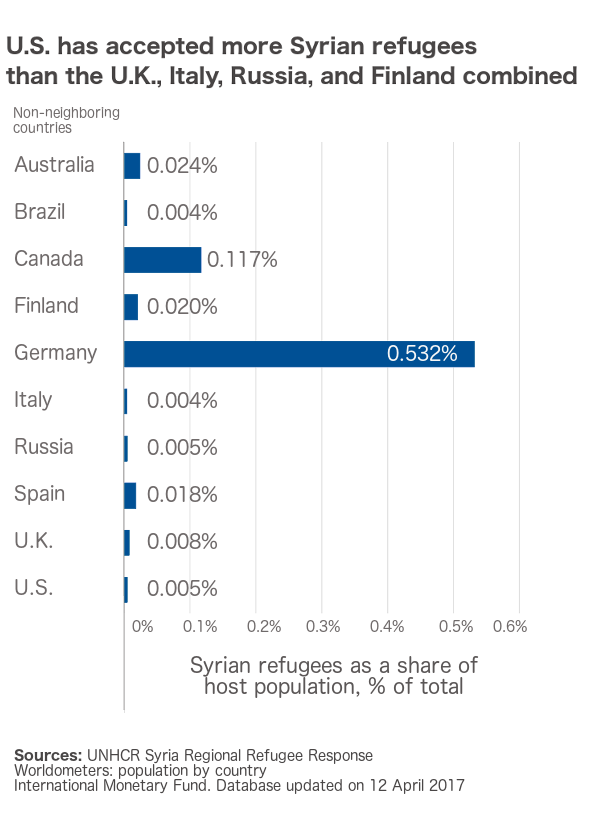 U.S. has accepted more Syrian refugees
than the U.K., Italy, Russia, and Finland combined
Non-neighboring
countries
Australia 0.024%
Brazil 0.004%
Canada 0.117%
Finland 0.020%
Germany 0.532%
Italy 0.004%
Russia 0.005%
Spain 0.018%
U.K. 0.008%
U.S. 0.005%
0% 0.1% 0.2% 0.3% 0.4% 0.5% 0.6%
Syrian refugees as a share of
host population, % of total
Sources: UNHCR Syria Regional Refugee Response
Worldometers: population by country
International Monetary Fund. Database updated on 12 April 2017